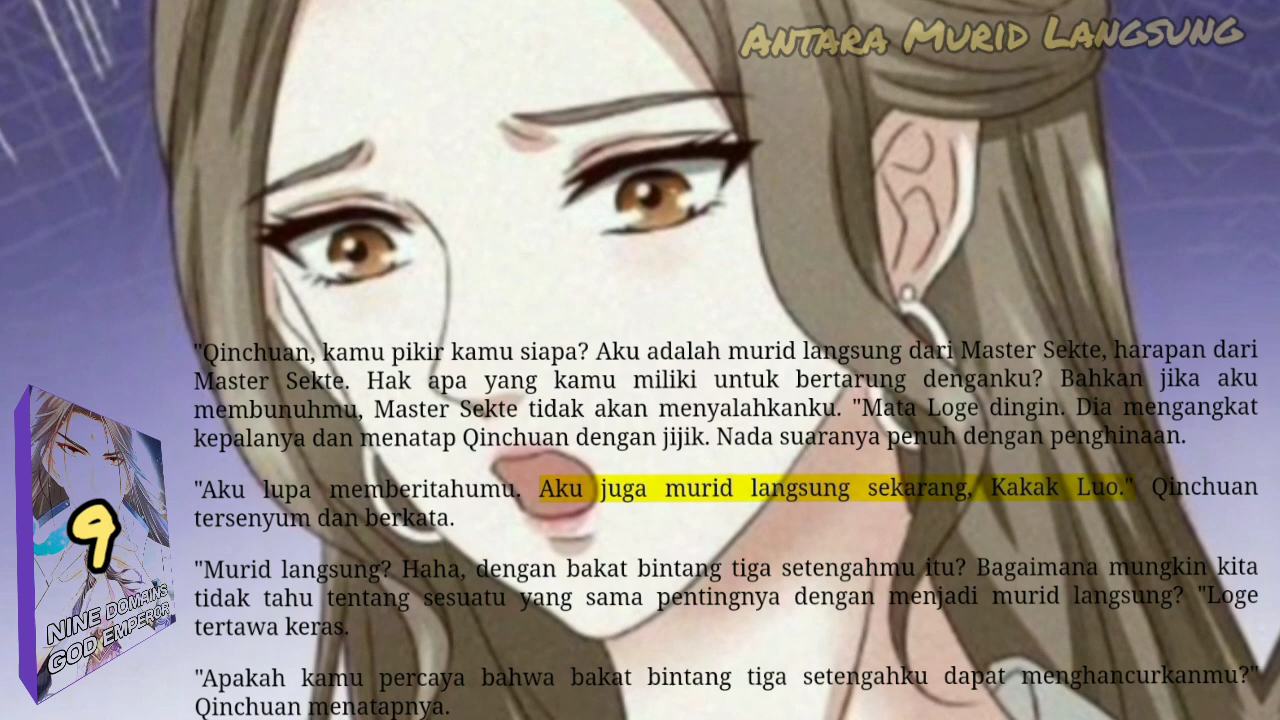 Antara Murid Langsung
"Qinchuan, kamu pikir kamu siapa? Aku adalah murid langsung dari Master Sekte, harapan dari
Master Sekte. Hak apa yang kamu miliki untuk bertarung denganku? Bahkan jika aku
membunuhmu, Master Sekte tidak akan menyalahkanku. "Mata Loge dingin. Dia mengangkat
kepalanya dan menatap Qinchuan dengan jijik. Nada suaranya penuh dengan penghinaan.
"Aku lupa memberitahumu. Aku juga murid langsung sekarang, Kakak Luo." Qinchuan
tersenyum dan berkata.
"Murid langsung? Haha, dengan bakat bintang tiga setengahmu itu? Bagaimana mungkin kita
tidak tahu tentang sesuatu yang sama pentingnya dengan menjadi murid langsung? "Loge
tertawa keras.
"Apakah kamu percaya bahwa bakat bintang tiga setengahku dapat menghancurkanmu?"
Qinchuan menatapnya.
9
NINE DOMAINS
GOD EMPEROR